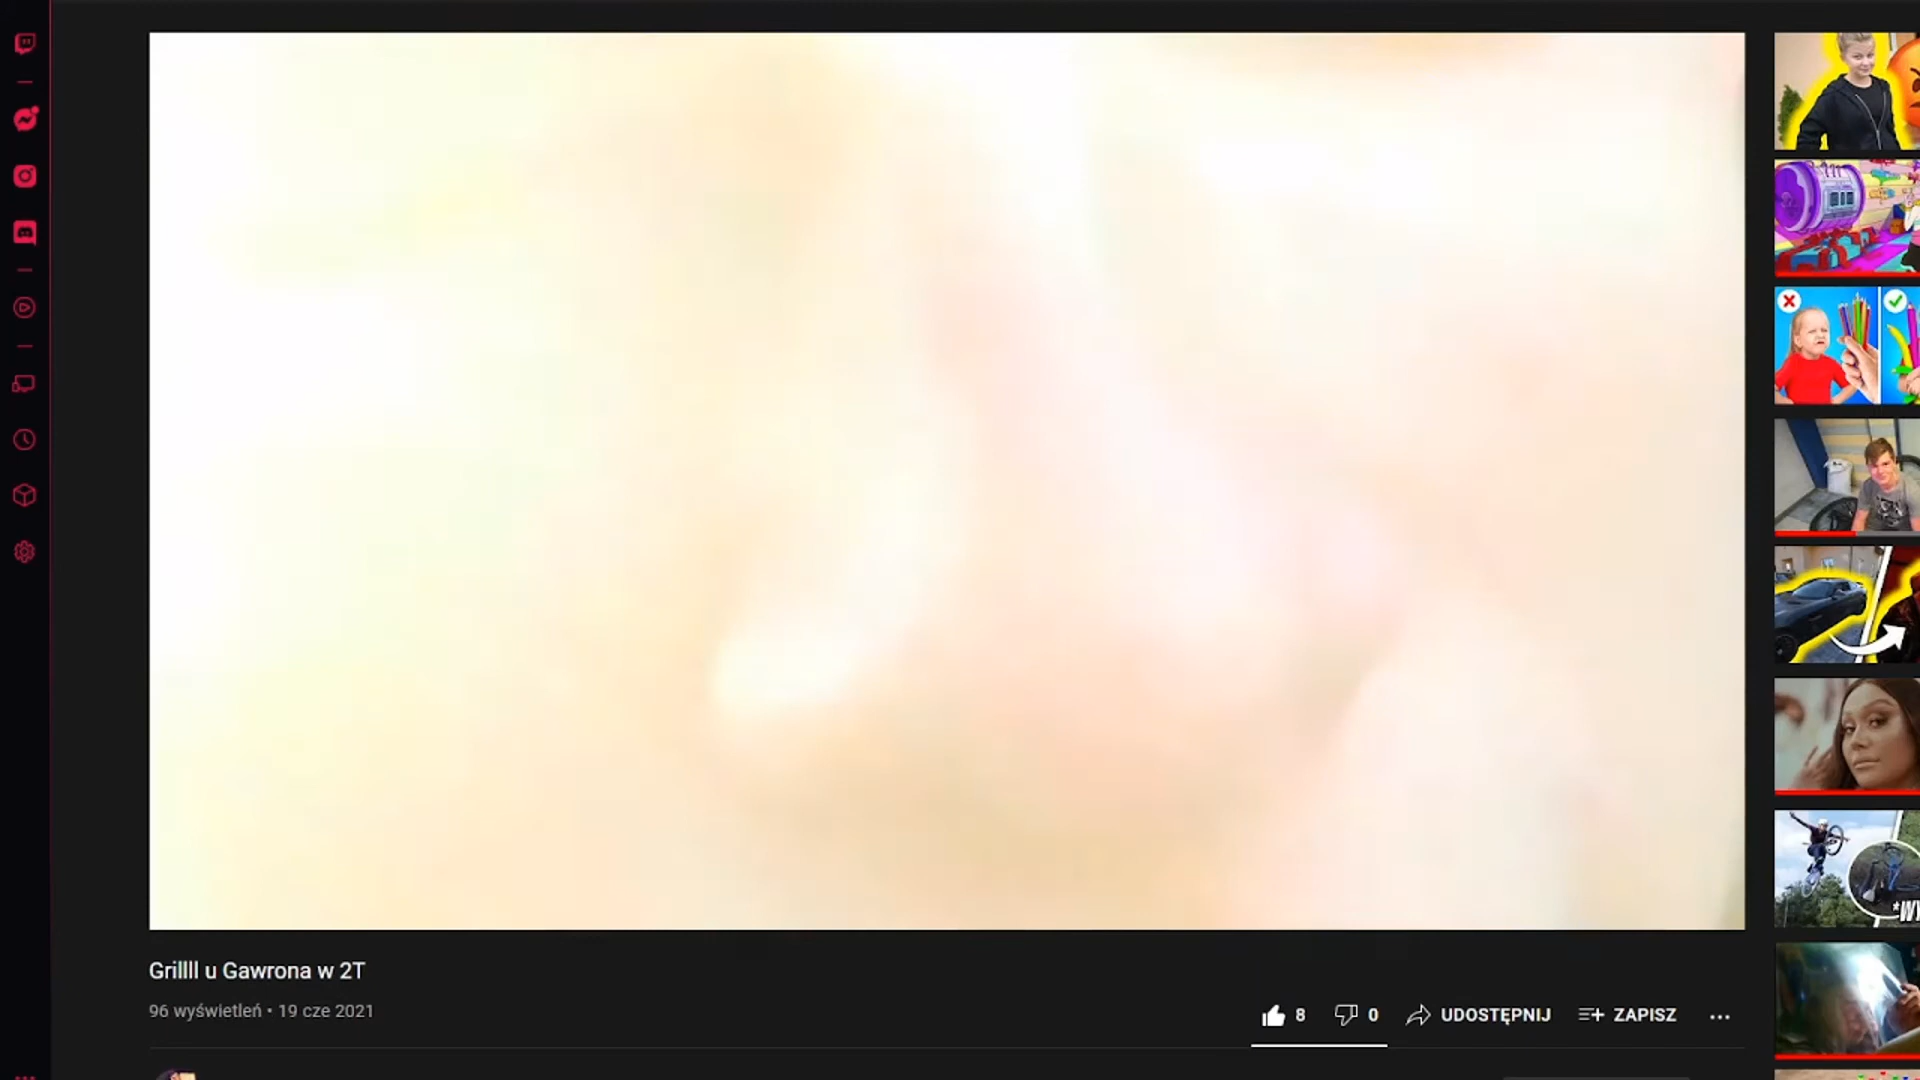 Grillll u Gawrona w 2T
96 wyświetleń • 19 cze 2021
8 0 UDOSTĘPNIJ ZAPISZ